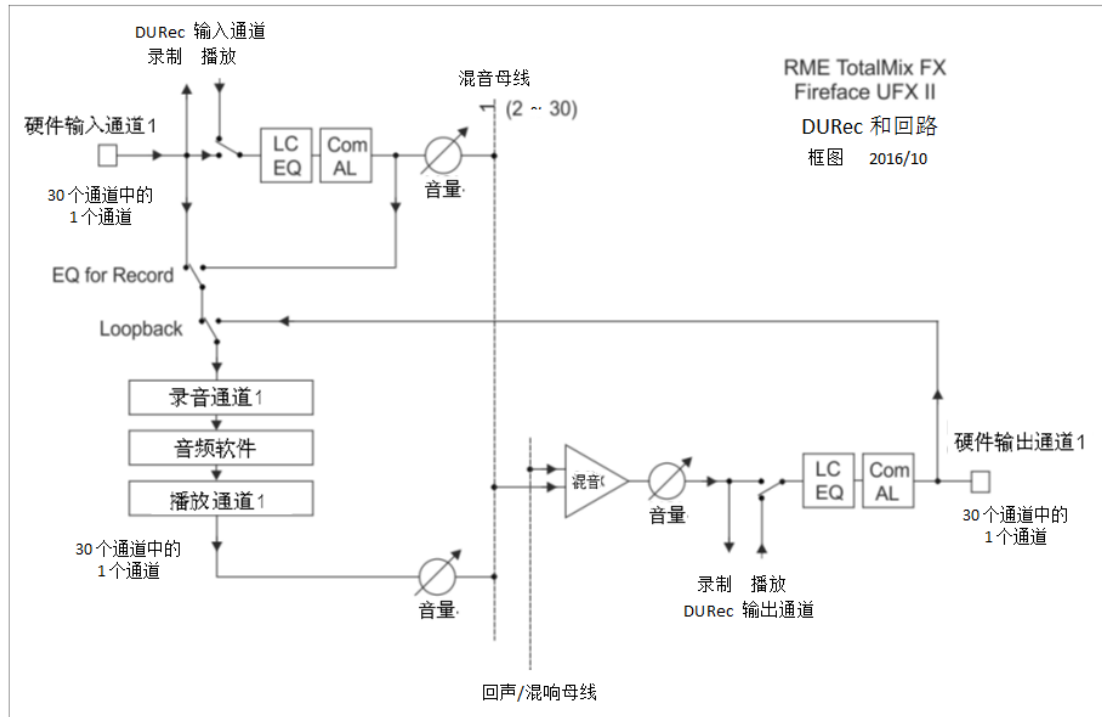 DURec 输入通道
录制 播放
混音母线
1 (2 ~ 30)
RME TotalMix FX
Fireface UFX II
DURec 和回路
框图 2016/10
硬件输入通道1
LC
EQ
Com
AL
音量
30个通道中的
1个通道
EQ for Record
Loopback
录音通道1
音频软件
播放通道1
30个通道中的
1个通道
音量
混音
音量
LC
EQ
Com
AL
硬件输出通道1
30个通道中的
1个通道
录制 播放
DURec 输出通道
回声/混响母线